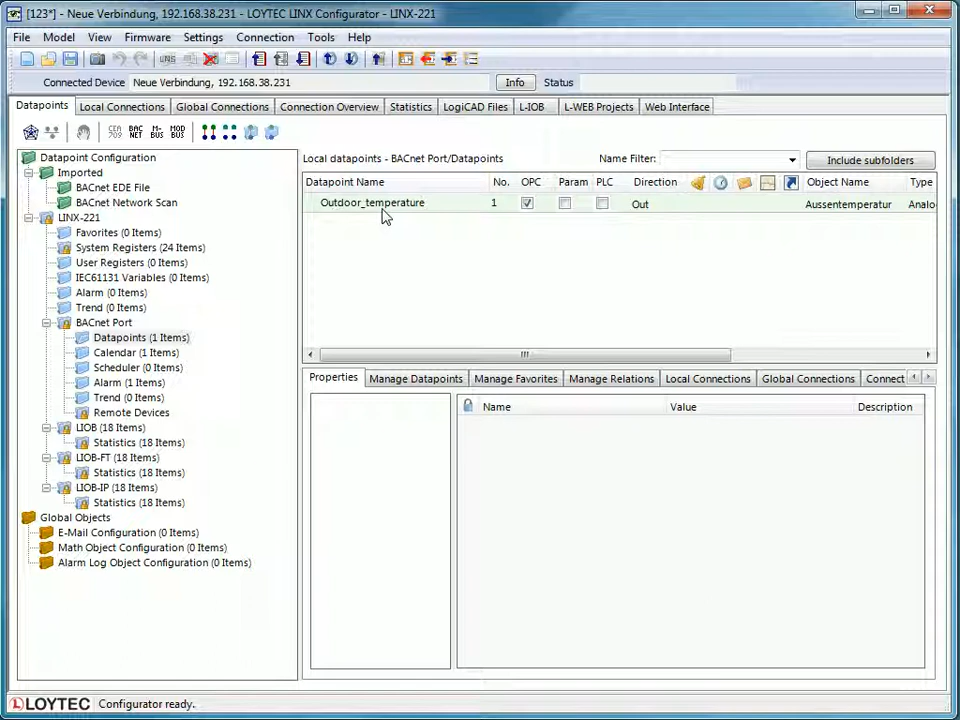 [123*] - Neue Verbindung, 192.168.38.231 - LOYTEC LINX Configurator - LINX-221
File Model View Firmware Settings Connection Tools Help
UNS
Connected Device Neue Verbindung, 192.168.38.231 Info Status
Datapoints Local Connections Global Connections Connection Overview Statistics LogiCAD Files L-IOB L-WEB Projects Web Interface
CEA 709 BAC NET M- BUS MOD BUS
Datapoint Configuration
Imported
BACnet EDE File
BACnet Network Scan
LINX-221
Favorites (0 Items)
System Registers (24 Items)
User Registers (0 Items)
IEC61131 Variables (0 Items)
Alarm (0 Items)
Trend (0 Items)
BACnet Port
Datapoints (1 Items)
Calendar (1 Items)
Scheduler (0 Items)
Alarm (1 Items)
Trend (0 Items)
Remote Devices
LIOB (18 Items)
Statistics (18 Items)
LIOB-FT (18 Items)
Statistics (18 Items)
LIOB-IP (18 Items)
Statistics (18 Items)
Global Objects
E-Mail Configuration (0 Items)
Math Object Configuration (0 Items)
Alarm Log Object Configuration (0 Items)
Local datapoints - BACnet Port/Datapoints Name Filter: Include subfolders
Datapoint Name No. OPC Param PLC Direction Object Name Type
Outdoor_temperature 1 Out Aussentemperatur Analo
Properties Manage Datapoints Manage Favorites Manage Relations Local Connections Global Connections Connect
Name Value Description
LOYTEC Configurator ready.